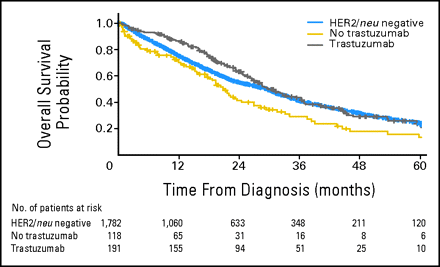 Overall Survival
Probability
1.0
0.8
0.6
0.4
0.2
HER2/neu negative
No trastuzumab
Trastuzumab
0 12 24 36 48 60
Time From Diagnosis (months)
No. of patients at risk
HER2/neu negative 1,782 1,060 633 348 211 120
No trastuzumab 118 65 31 16 8 6
Trastuzumab 191 155 94 51 25 10